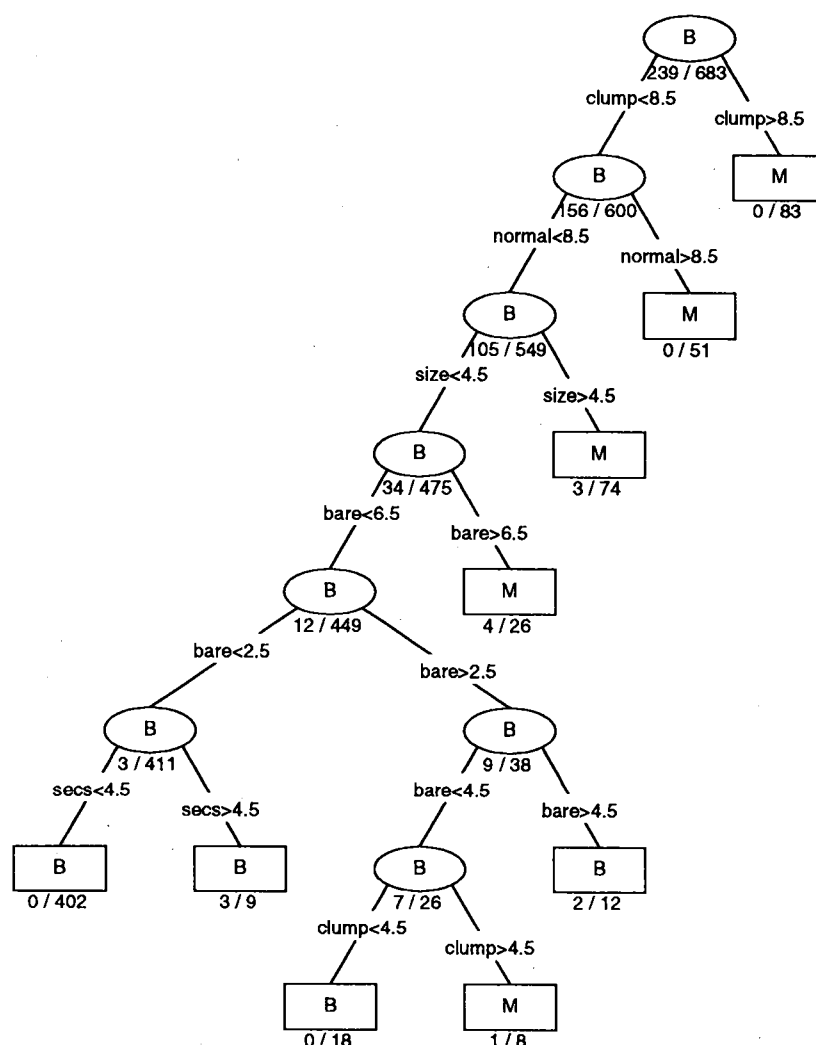 B
239 / 683
clump<8.5
clump>8.5
B
M
156 / 600
0 / 83
normal<8.5
normal>8.5
B
M
105 / 549
0 / 51
size<4.5
size>4.5
B
M
34 / 475
3 / 74
bare<6.5
bare>6.5
B
M
12 / 449
4 / 26
bare<2.5
bare>2.5
B
B
3 / 411
9 / 38
secs<4.5
secs>4.5
bare<4.5
bare>4.5
B
B
B
B
0 / 402
3 / 9
7 / 26
2 / 12
clump<4.5
clump>4.5
B
M
0 / 18
1 / 8